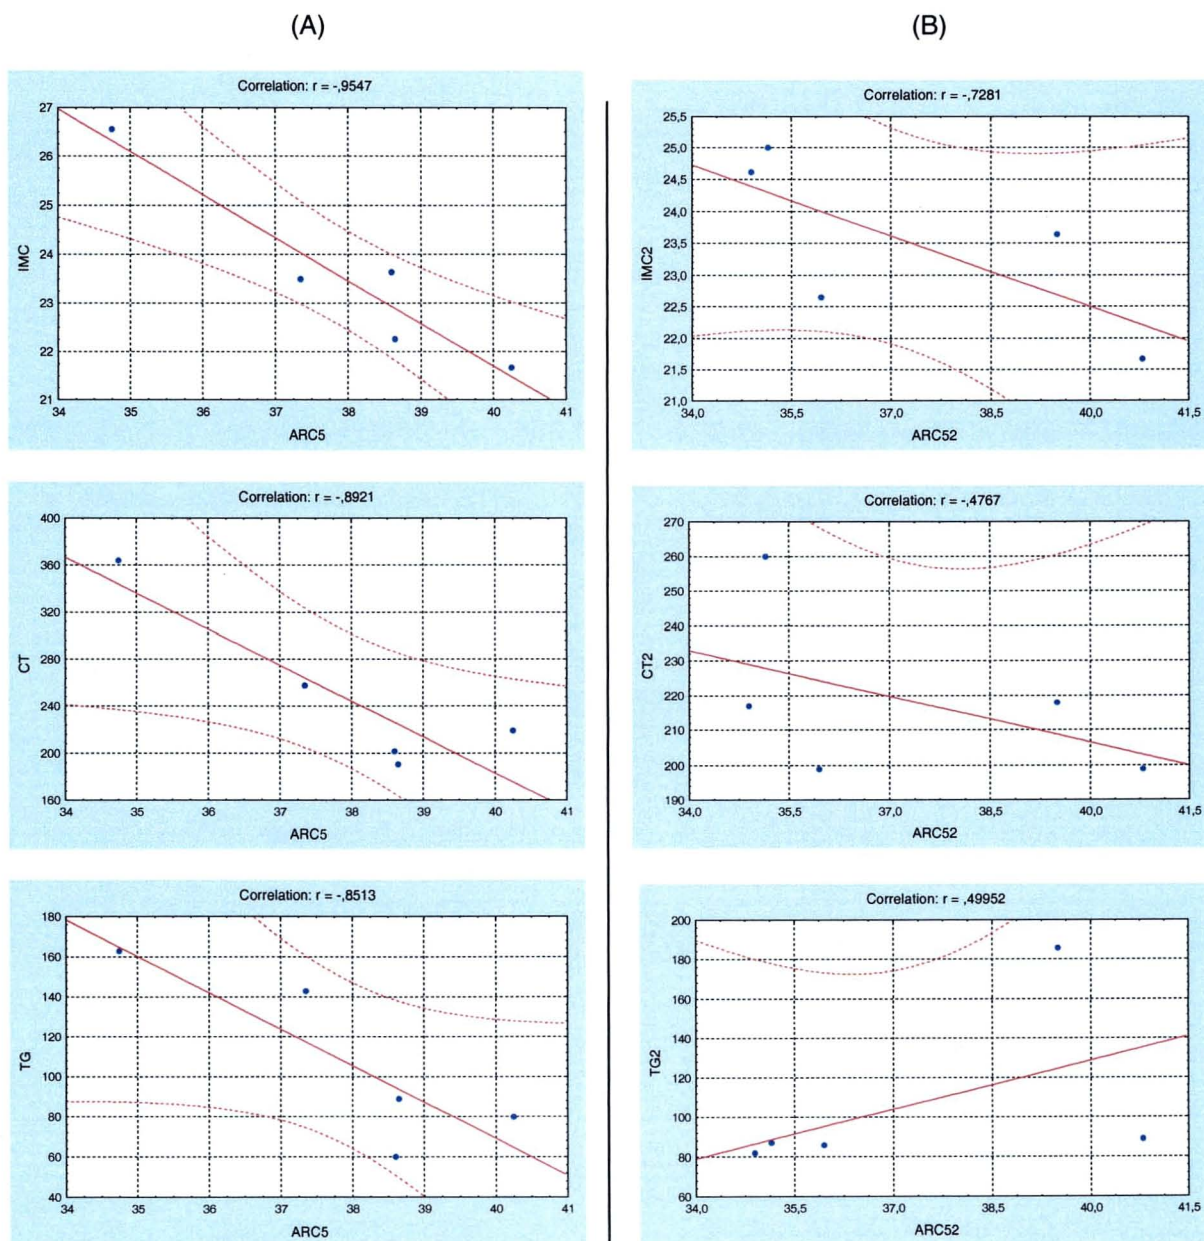 (A)
Correlation: r = -,9547
27
26
25
24
23
22
21
IMC
34 35 36 37 38 39 40 41
ARC5
Correlation: r = -,8921
400
360
320
280
240
200
160
CT
34 35 36 37 38 39 40 41
ARC5
Correlation: r = -,8513
180
160
140
120
100
80
60
40
TG
34 35 36 37 38 39 40 41
ARC5
(B)
Correlation: r = -,7281
25,5
25,0
24,5
24,0
23,5
23,0
22,5
22,0
21,5
21,0
IMC2
34,0 35,5 37,0 38,5 40,0 41,5
ARC52
Correlation: r = -,4767
270
260
250
240
230
220
210
200
190
CT2
34,0 35,5 37,0 38,5 40,0 41,5
ARC52
Correlation: r = ,49952
200
180
160
140
120
100
80
60
TG2
34,0 35,5 37,0 38,5 40,0 41,5
ARC52